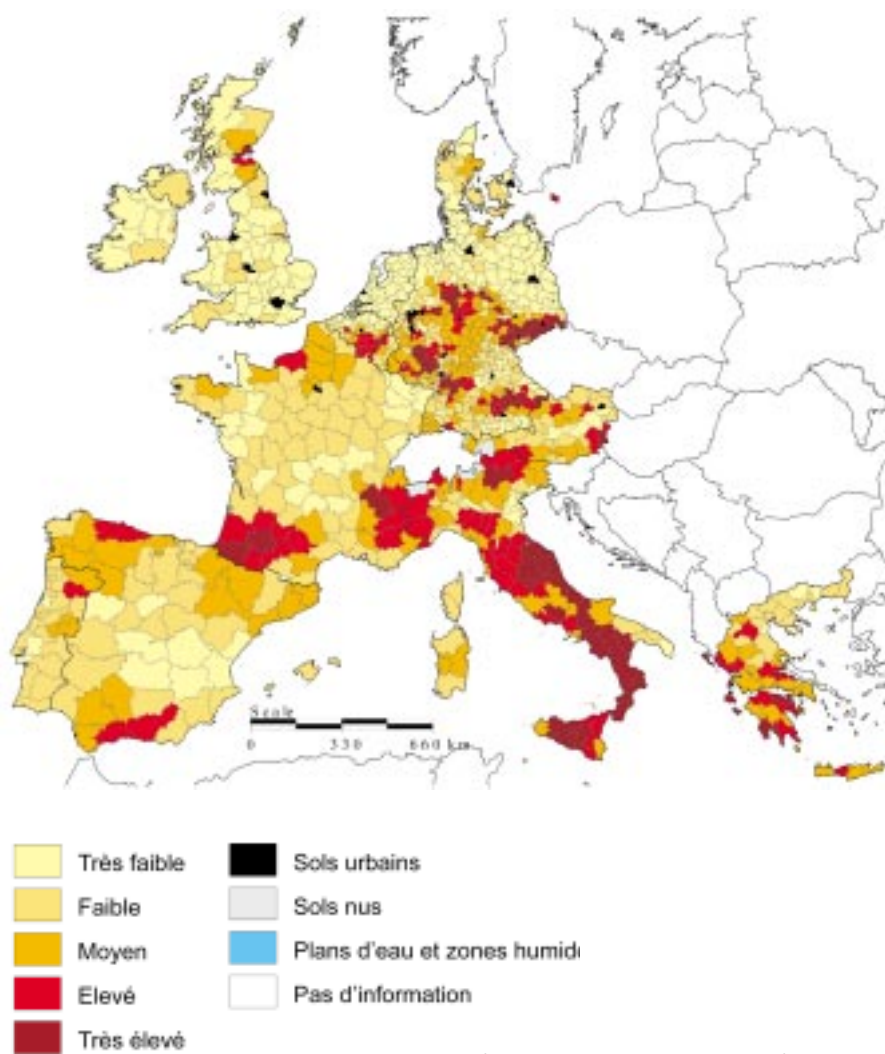 Scale
0 330 660 km
Très faible
Faible
Moyen
Elevé
Très élevé
Sols urbains
Sols nus
Plans d'eau et zones humid
Pas d'information